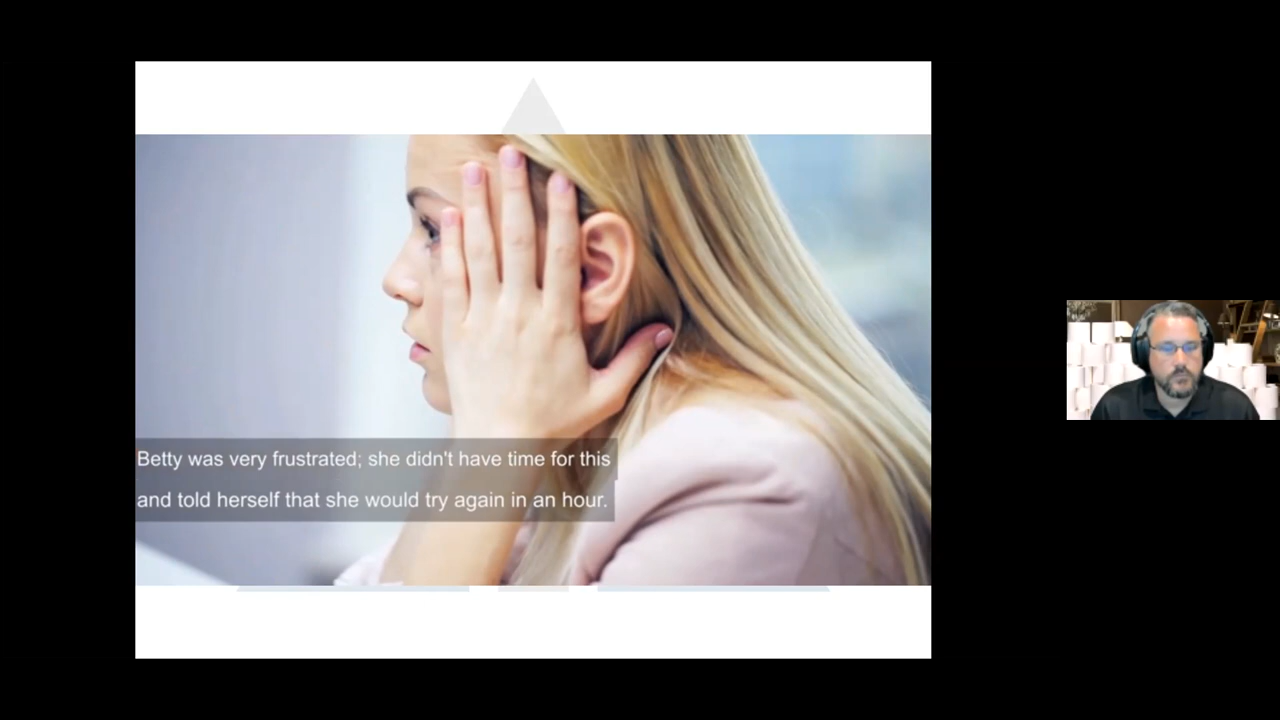 Betty was very frustrated; she didn't have time for this
and told herself that she would try again in an hour.